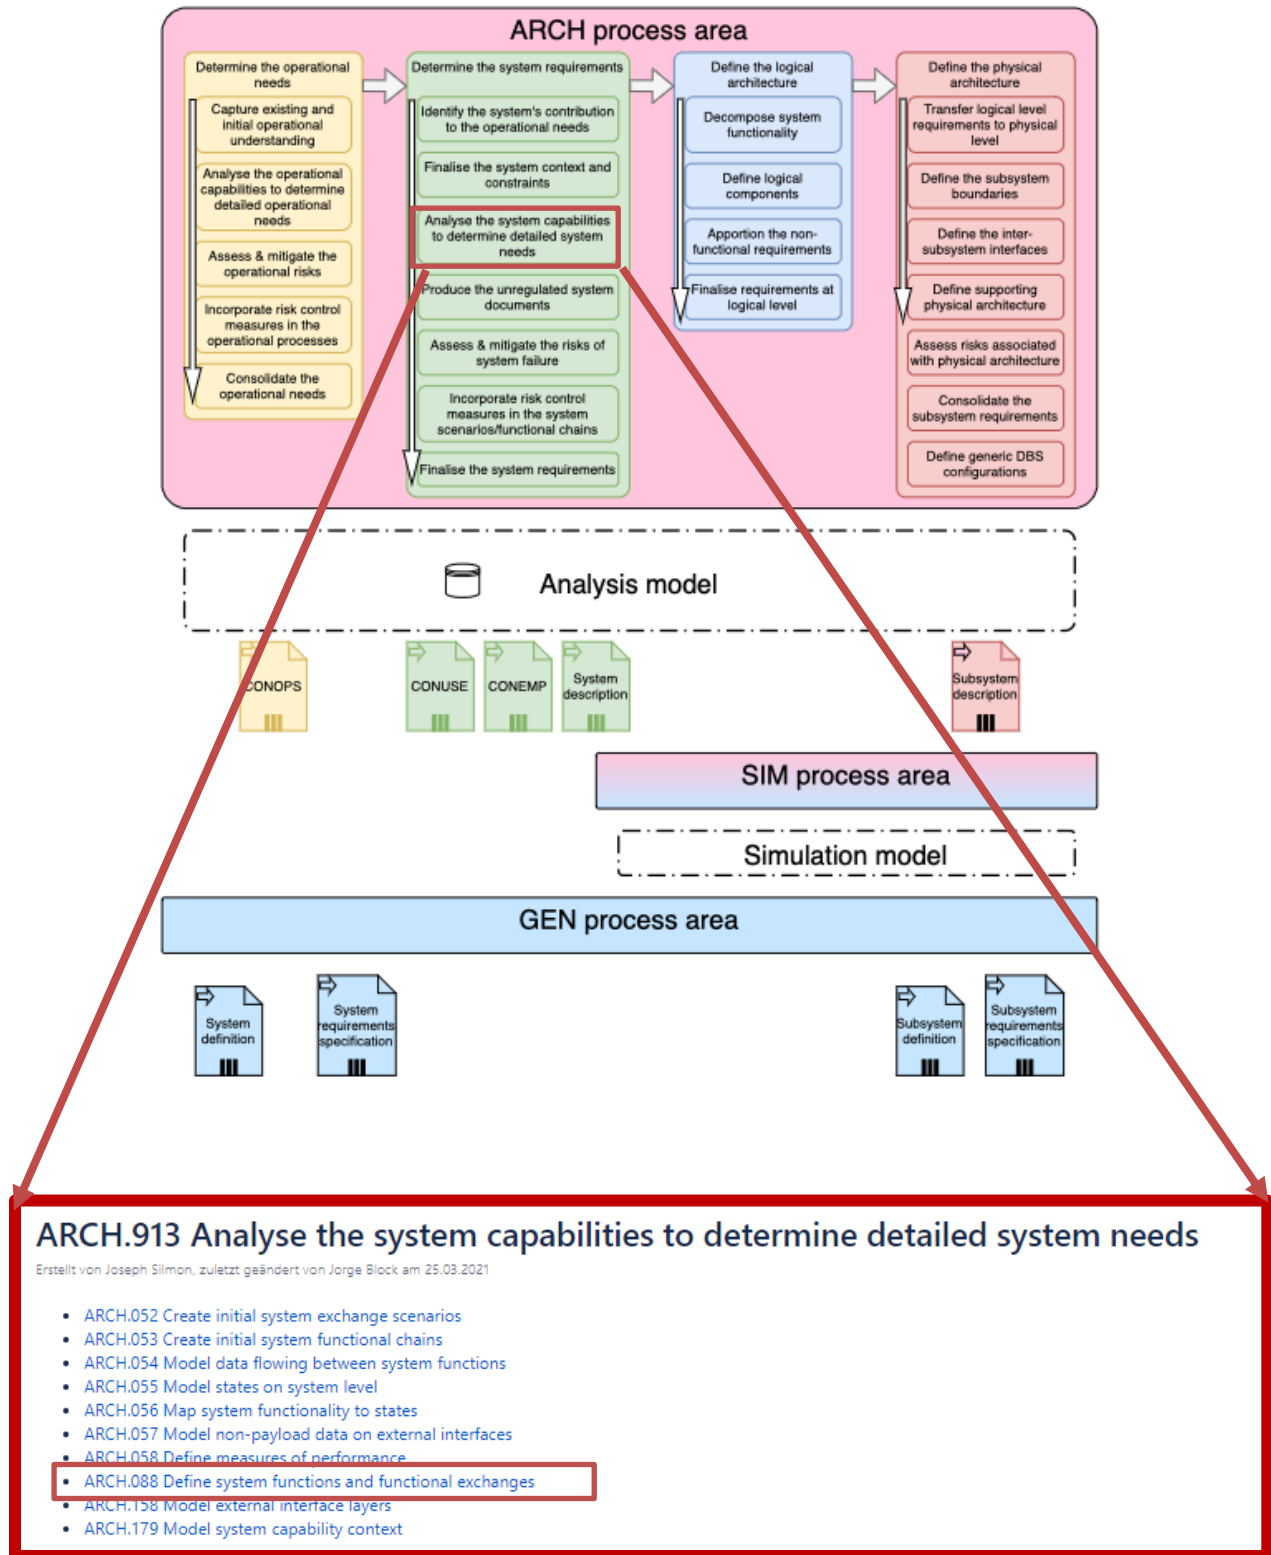 ARCH process area
Determine the operational
needs
Capture existing and
initial operational
understanding
Analyse the operational
capabilities to determine
detailed operational
needs
Assess & mitigate the
operational risks
Incorporate risk control
measures in the
operational processes
Consolidate the
operational needs
Determine the system requirements
Identify the system's contribution
to the operational needs
Finalise the system context and
constraints
Analyse the system capabilities
to determine detailed system
needs
Produce the unregulated system
documents
Assess & mitigate the risks of
system failure
Incorporate risk control
measures in the system
scenarios/functional chains
Finalise the system requirements
Define the logical
architecture
Decompose system
functionality
Define logical
components
Apportion the non-
functional requirements
Finalise requirements at
logical level
Define the physical
architecture
Transfer logical level
requirements to physical
level
Define the subsystem
boundaries
Define the inter-
subsystem interfaces
Define supporting
physical architecture
Assess risks associated
with physical architecture
Consolidate the
subsystem requirements
Define generic DBS
configurations
Analysis model
CONOPS
CONUSE
CONEMP
System
description
Subsystem
description
SIM process area
Simulation model
GEN process area
System
definition
System
requirements
specification
Subsystem
definition
Subsystem
requirements
specification
ARCH.913 Analyse the system capabilities to determine detailed system needs
Erstellt von Joseph Silmon, zuletzt geändert von Jorge Block am 25.03.2021
• ARCH.052 Create initial system exchange scenarios
• ARCH.053 Create initial system functional chains
• ARCH.054 Model data flowing between system functions
• ARCH.055 Model states on system level
• ARCH.056 Map system functionality to states
• ARCH.057 Model non-payload data on external interfaces
• ARCH.058 Define measures of performance
• ARCH.088 Define system functions and functional exchanges
• ARCH.158 Model external interface layers
• ARCH.179 Model system capability context